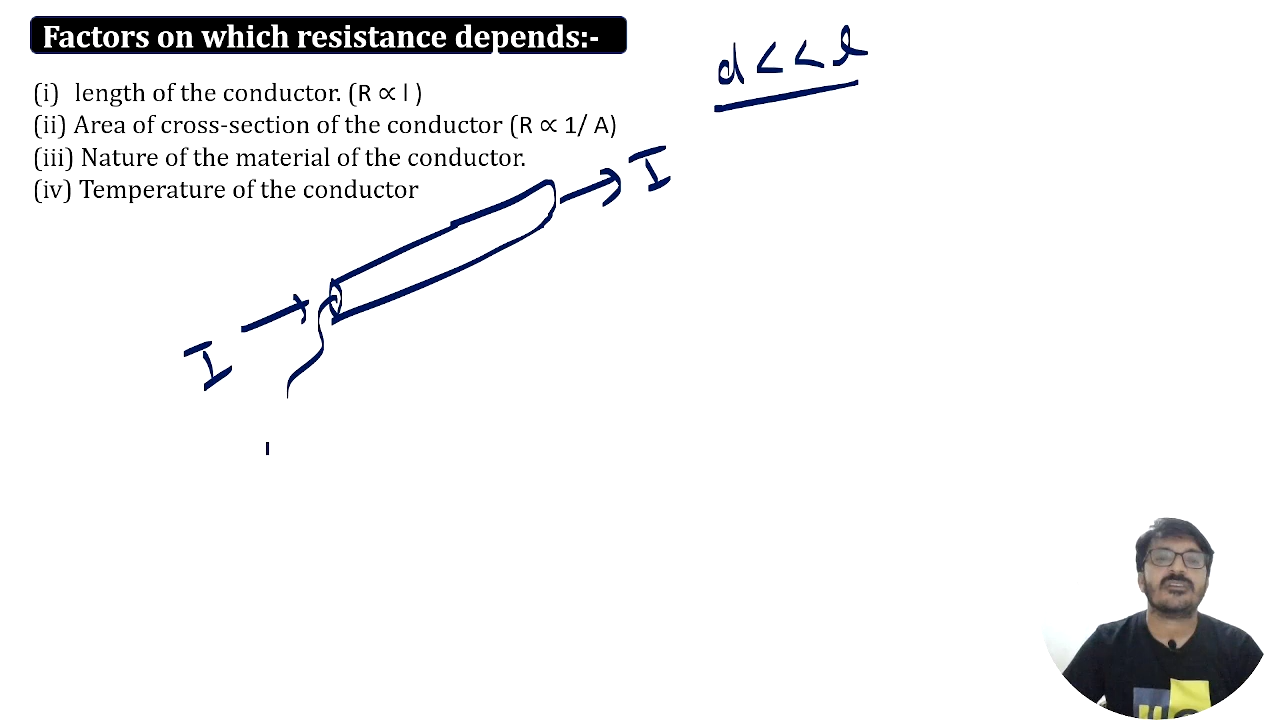 Factors on which resistance depends:-
d << l
(i) length of the conductor. (R ∝ l )
(ii) Area of cross-section of the conductor (R ∝ 1/ A)
(iii) Nature of the material of the conductor.
(iv) Temperature of the conductor
I
I